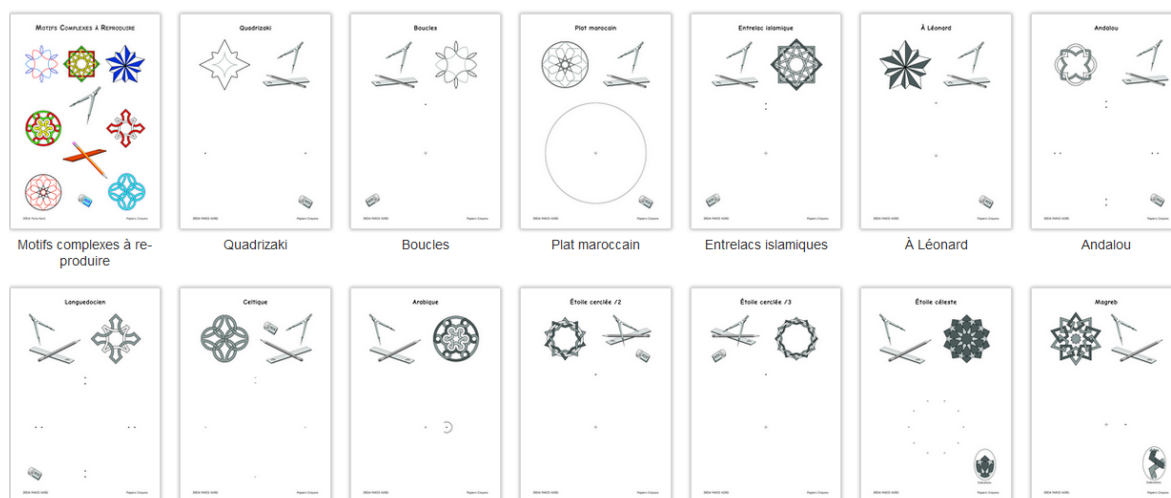 Motifs Complexes à Reproduire
Quadrizaki
Boucles
Plat marocain
Entrelac islamique
À Léonard
Andalou
Motifs complexes à re-
produire
Quadrizaki
Boucles
Plat maroccain
Entrelacs islamiques
À Léonard
Andalou
Languedocien
Celtique
Arabique
Étoile cerclée /2
Étoile cerclée /3
Étoile céleste
Magreb